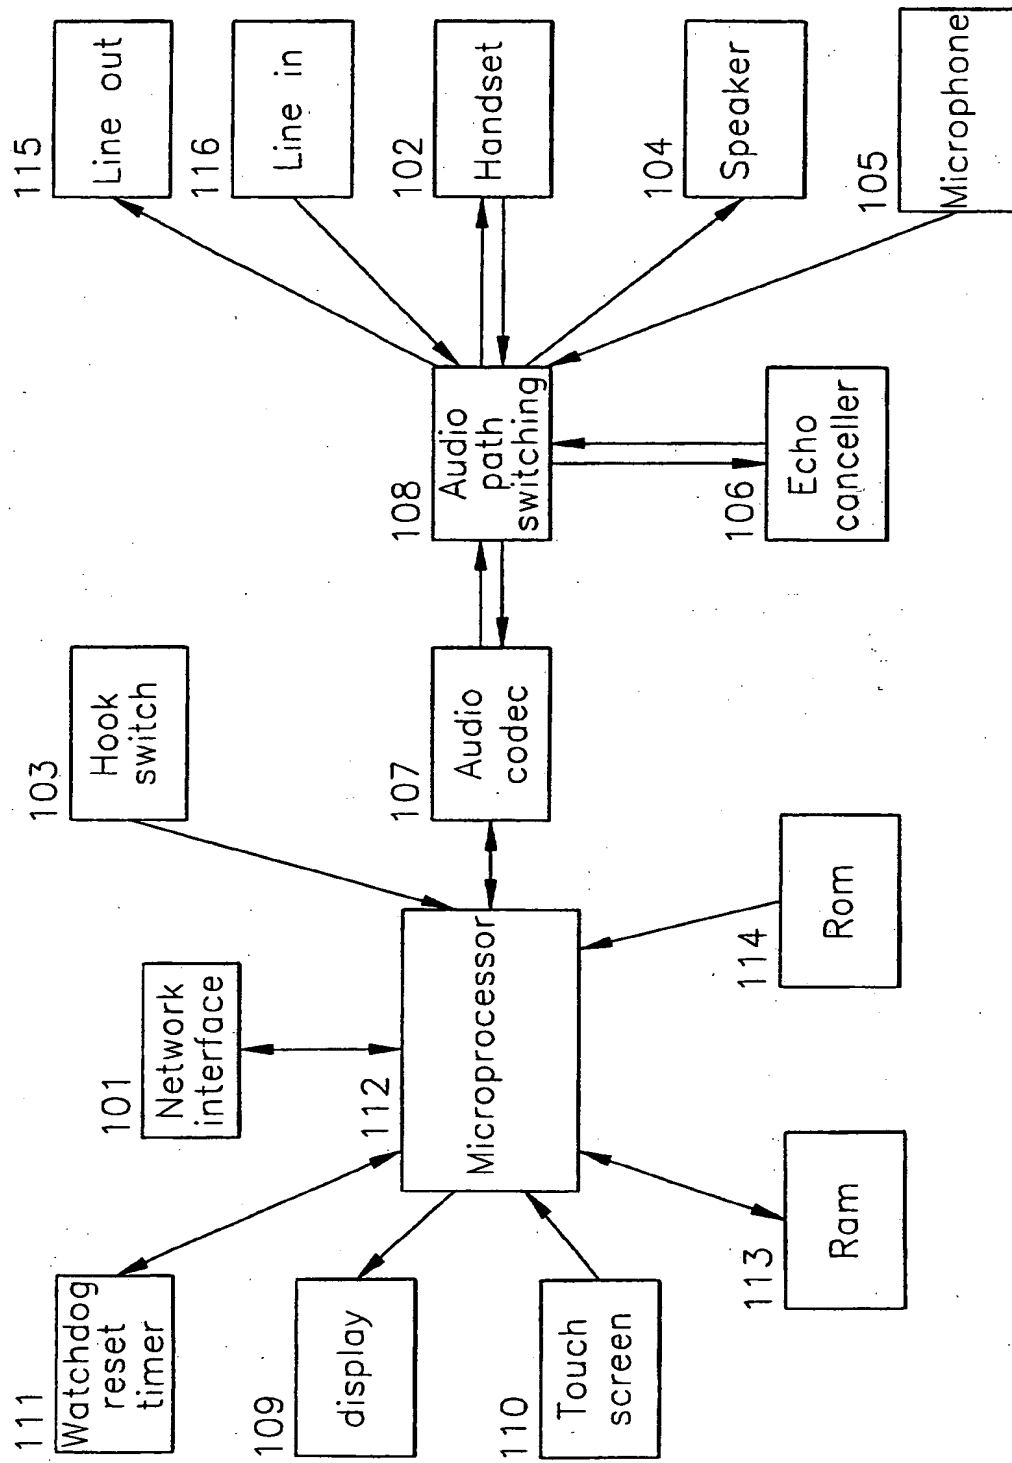 111
Watchdog
reset
timer
101
Network
interface
103
Hook
switch
115
Line out
116
Line in
109
display
112
Microprocessor
107
Audio
codec
108
Audio
path
switching
102
Handset
110
Touch
screen
104
Speaker
113
Ram
114
Rom
106
Echo
canceller
105
Microphone